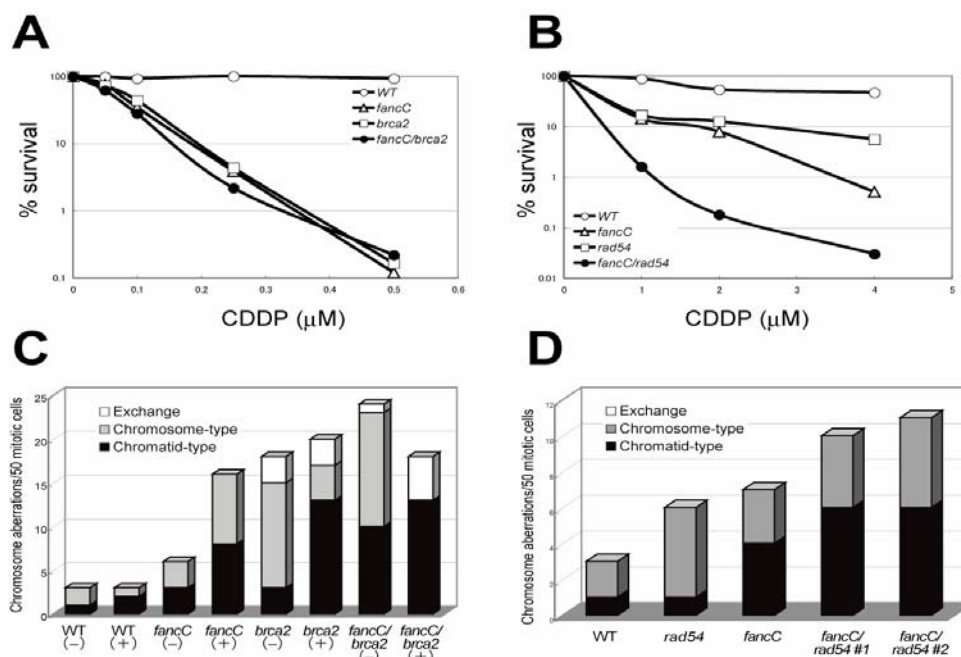 A
% survival
100
10
1
0.1
0
0.1
0.2
0.3
0.4
0.5
0.6
CDDP (μM)
WT
fancC
brca2
fancC/brca2
B
% survival
100
10
1
0.1
0.01
0
1
2
3
4
5
CDDP (μM)
WT
fancC
rad54
fancC/rad54
C
Chromosome aberrations/50 mitotic cells
25
20
15
10
5
0
Exchange
Chromosome-type
Chromatid-type
WT (−)
WT (+)
fancC (−)
fancC (+)
brca2 (−)
brca2 (+)
fancC/ brca2 (−)
fancC/ brca2 (+)
D
Chromosome aberrations/50 mitotic cells
12
10
8
6
4
2
0
Exchange
Chromosome-type
Chromatid-type
WT
rad54
fancC
fancC/ rad54 #1
fancC/ rad54 #2